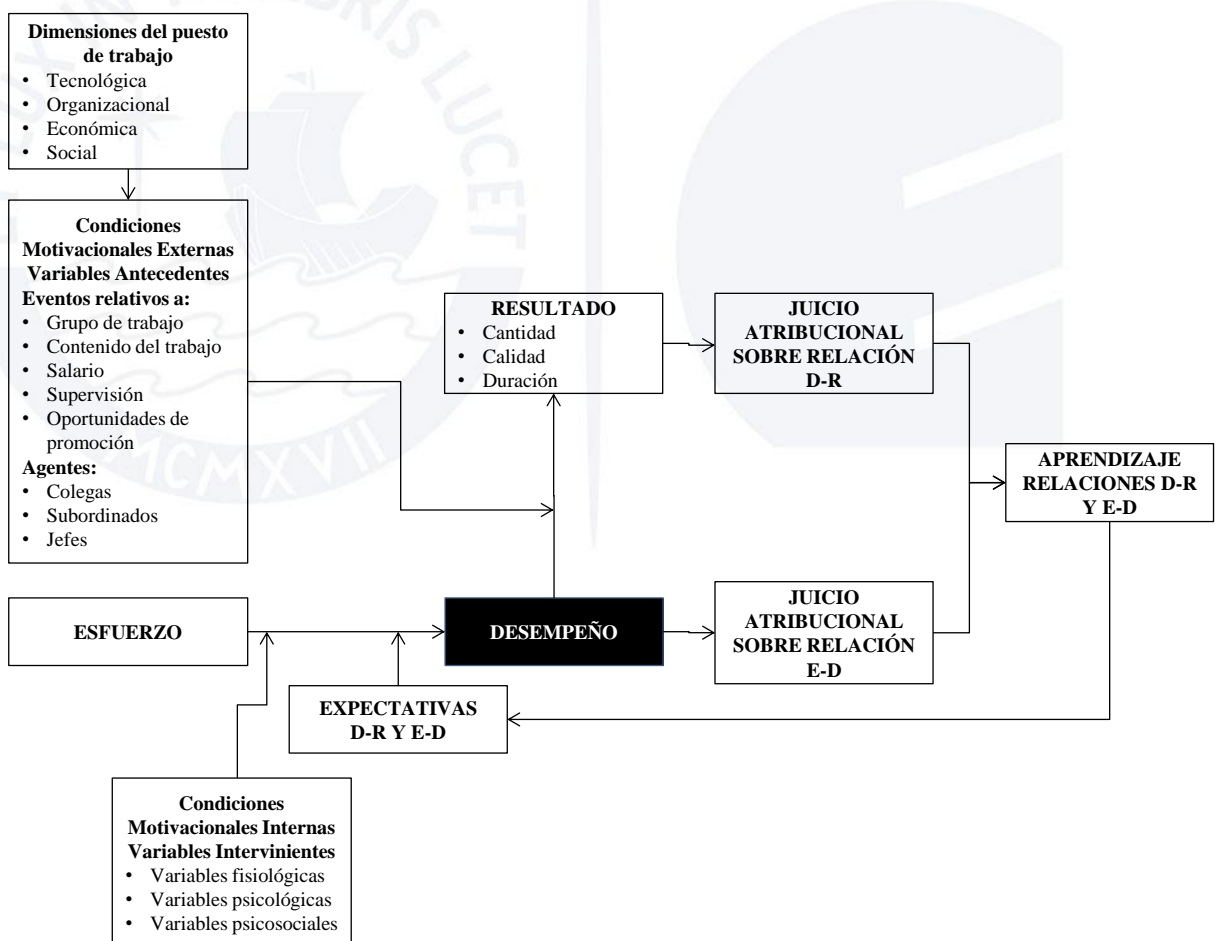 Dimensiones del puesto
de trabajo
• Tecnológica
• Organizacional
• Económica
• Social
Condiciones
Motivacionales Externas
Variables Antecedentes
Eventos relativos a:
• Grupo de trabajo
• Contenido del trabajo
• Salario
• Supervisión
• Oportunidades de
promoción
Agentes:
• Colegas
• Subordinados
• Jefes
RESULTADO
• Cantidad
• Calidad
• Duración
JUICIO
ATRIBUCIONAL
SOBRE RELACIÓN
D-R
APRENDIZAJE
RELACIONES D-R
Y E-D
ESFUERZO
DESEMPEÑO
JUICIO
ATRIBUCIONAL
SOBRE RELACIÓN
E-D
EXPECTATIVAS
D-R Y E-D
Condiciones
Motivacionales Internas
Variables Intervinientes
• Variables fisiológicas
• Variables psicológicas
• Variables psicosociales
LUCET
MCMXVII